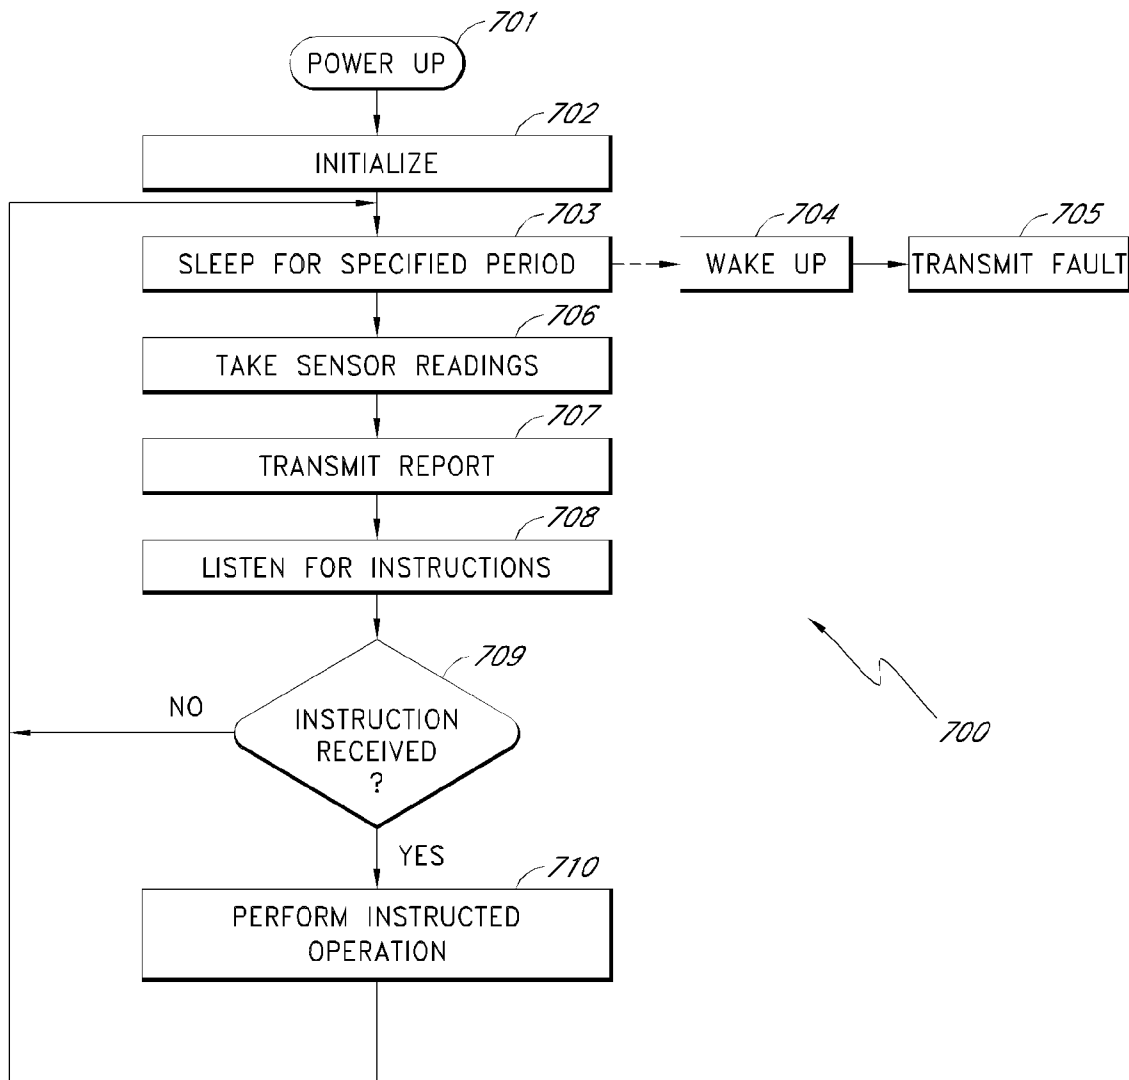 701
POWER UP
702
INITIALIZE
703
SLEEP FOR SPECIFIED PERIOD
704
WAKE UP
705
TRANSMIT FAULT
706
TAKE SENSOR READINGS
707
TRANSMIT REPORT
708
LISTEN FOR INSTRUCTIONS
709
INSTRUCTION
RECEIVED
?
NO
700
YES
710
PERFORM INSTRUCTED
OPERATION